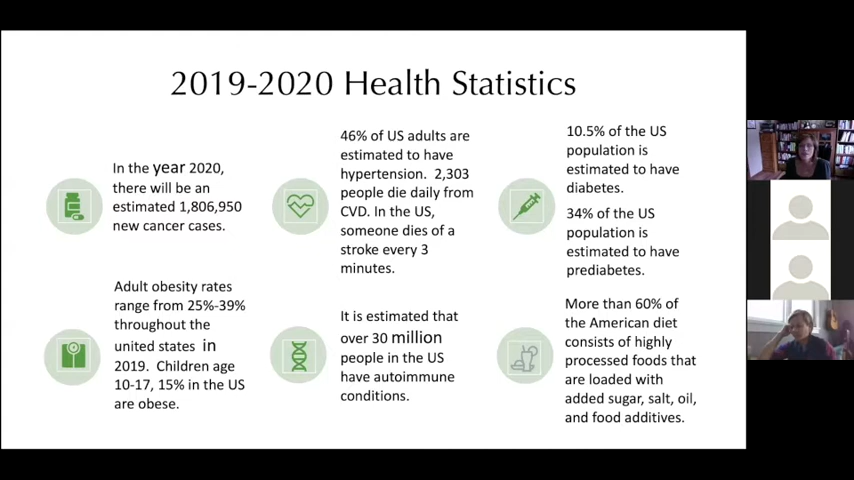 2019-2020 Health Statistics
In the year 2020,
there will be an
estimated 1,806,950
new cancer cases.
46% of US adults are
estimated to have
hypertension.  2,303
people die daily from
CVD. In the US,
someone dies of a
stroke every 3
minutes.
10.5% of the US
population is
estimated to have
diabetes.
34% of the US
population is
estimated to have
prediabetes.
Adult obesity rates
range from 25%-39%
throughout the
united states  in
2019.  Children age
10-17, 15% in the US
are obese.
It is estimated that
over 30 million
people in the US
have autoimmune
conditions.
More than 60% of
the American diet
consists of highly
processed foods that
are loaded with
added sugar, salt, oil,
and food additives.